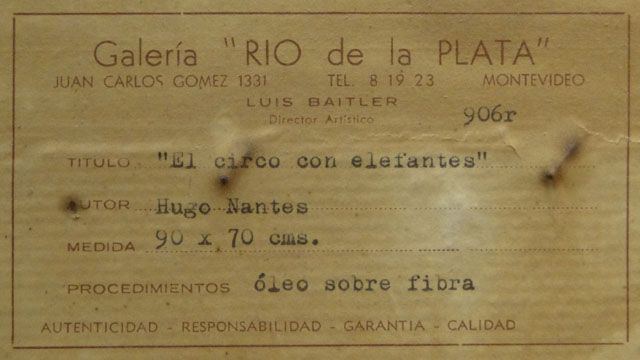 Galería "RIO de la PLATA"
JUAN CARLOS GOMEZ 1331 TEL. 8 19 23 MONTEVIDEO
LUIS BAITLER
Director Artístico
906r
TITULO "El circo con elefantes"
AUTOR Hugo Nantes
MEDIDA 90 x 70 cms.
PROCEDIMIENTOS óleo sobre fibra
AUTENTICIDAD - RESPONSABILIDAD - GARANTIA - CALIDAD